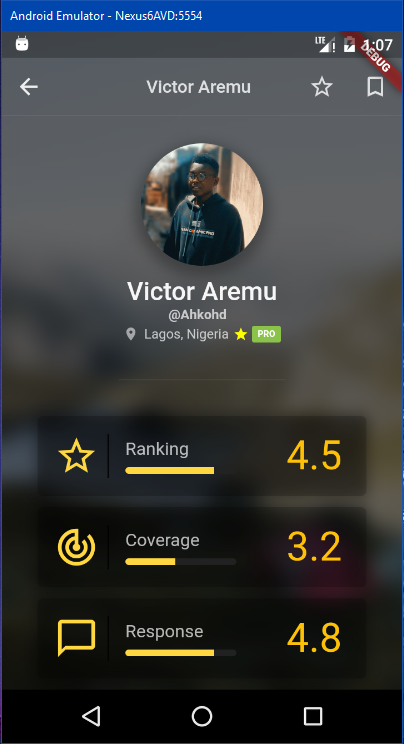 Android Emulator - Nexus6AVD:5554
LTE 1:07
DEBUG
Victor Aremu
Victor Aremu
@Ahkohd
Lagos, Nigeria PRO
Ranking 4.5
Coverage 3.2
Response 4.8